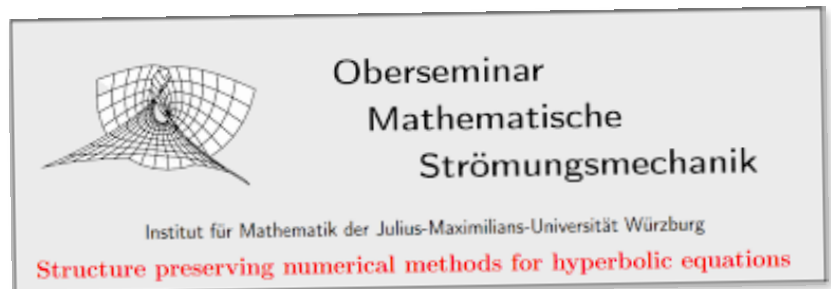 Oberseminar
Mathematische
Strömungsmechanik
Institut für Mathematik der Julius-Maximilians-Universität Würzburg
Structure preserving numerical methods for hyperbolic equations